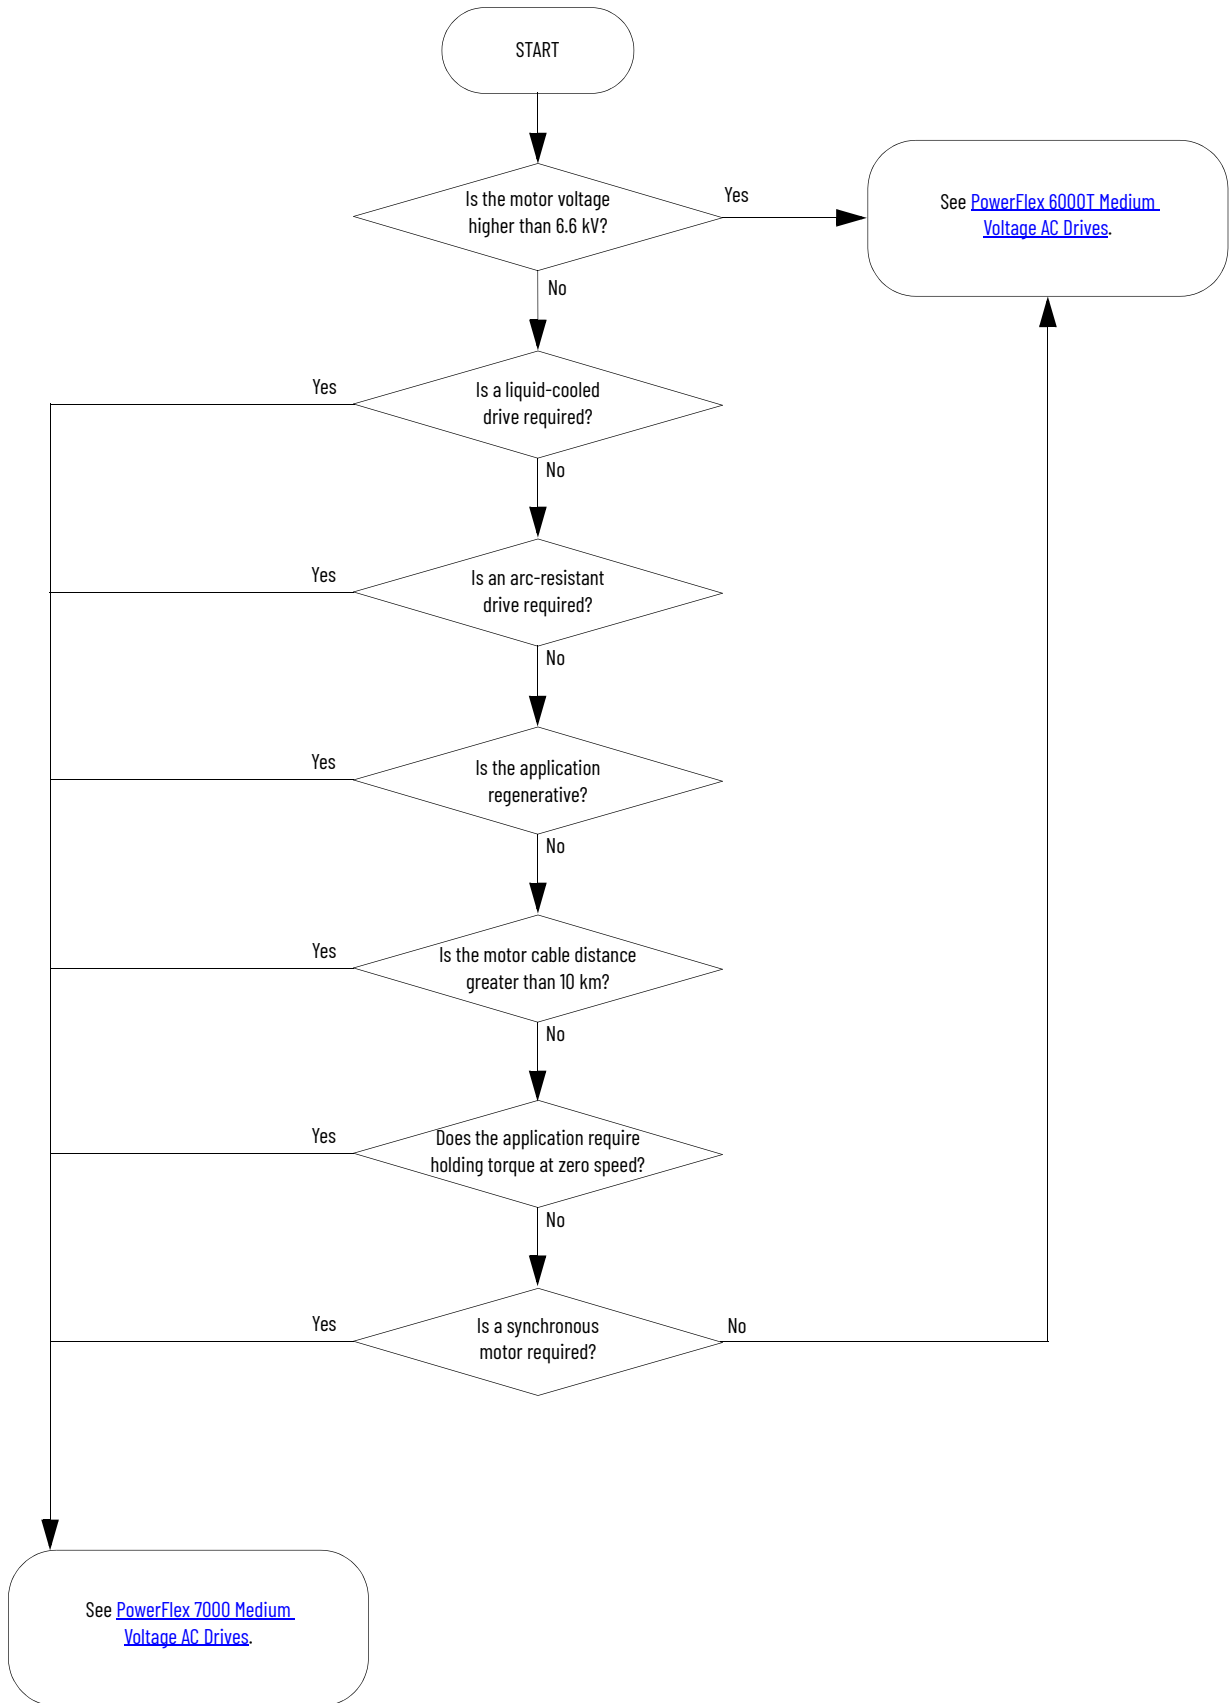 START
Is the motor voltage
higher than 6.6 kV?
Yes
See PowerFlex 6000T Medium
Voltage AC Drives.
No
Yes
Is a liquid-cooled
drive required?
No
Yes
Is an arc-resistant
drive required?
No
Yes
Is the application
regenerative?
No
Yes
Is the motor cable distance
greater than 10 km?
No
Yes
Does the application require
holding torque at zero speed?
No
Yes
Is a synchronous
motor required?
No
See PowerFlex 7000 Medium
Voltage AC Drives.